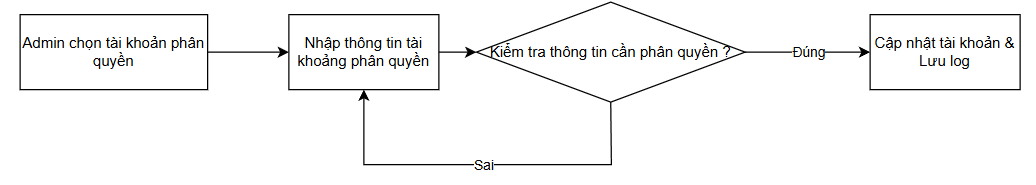 Admin chọn tài khoản phân
quyền
Nhập thông tin tài
khoảng phân quyền
Kiểm tra thông tin cần phân quyền ?
Đúng
Cập nhật tài khoản &
Lưu log
Sai